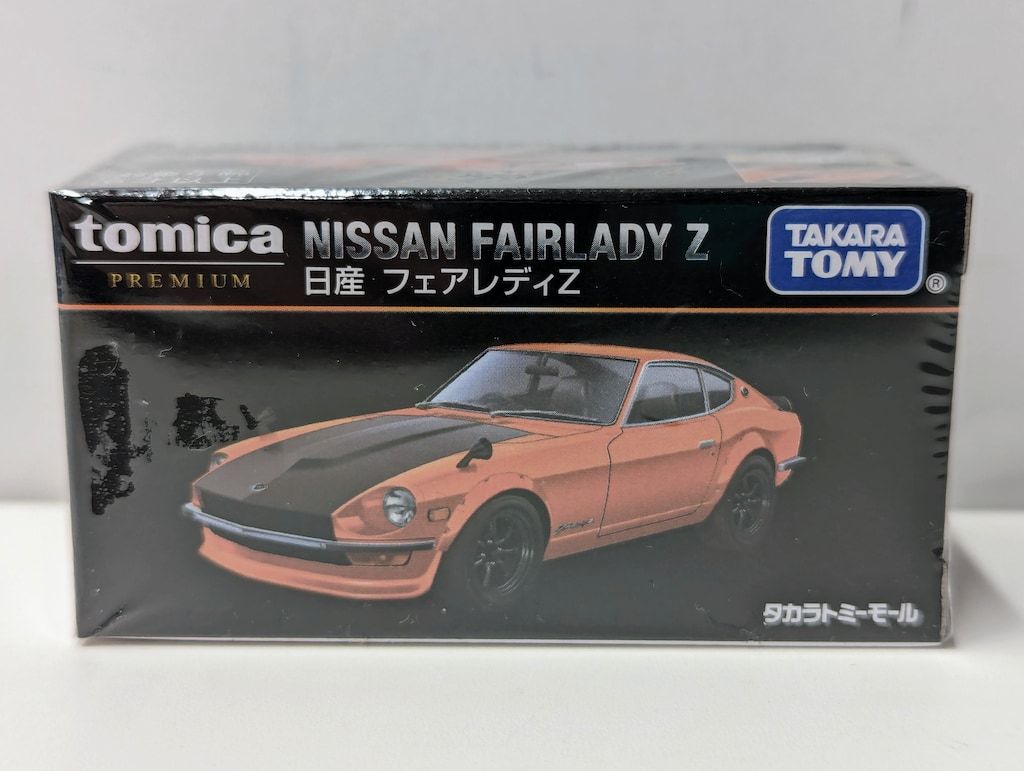 tomica
PREMIUM
NISSAN FAIRLADY Z
日産 フェアレディZ
TAKARA
TOMY
®
タカラトミーモール